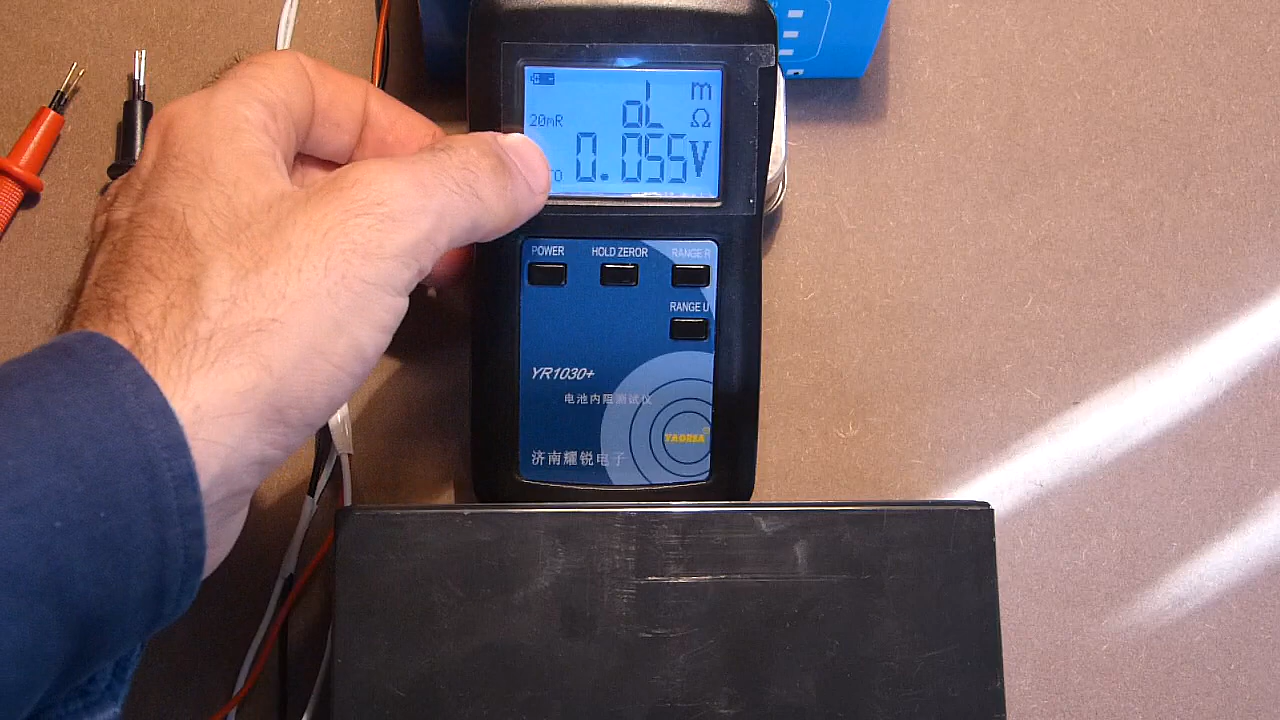 m
20mR
oL
Ω
0.055V
POWER
HOLD ZEROR
RANGE R
RANGE U
YR1030+
电池内阻测试仪
济南耀锐电子